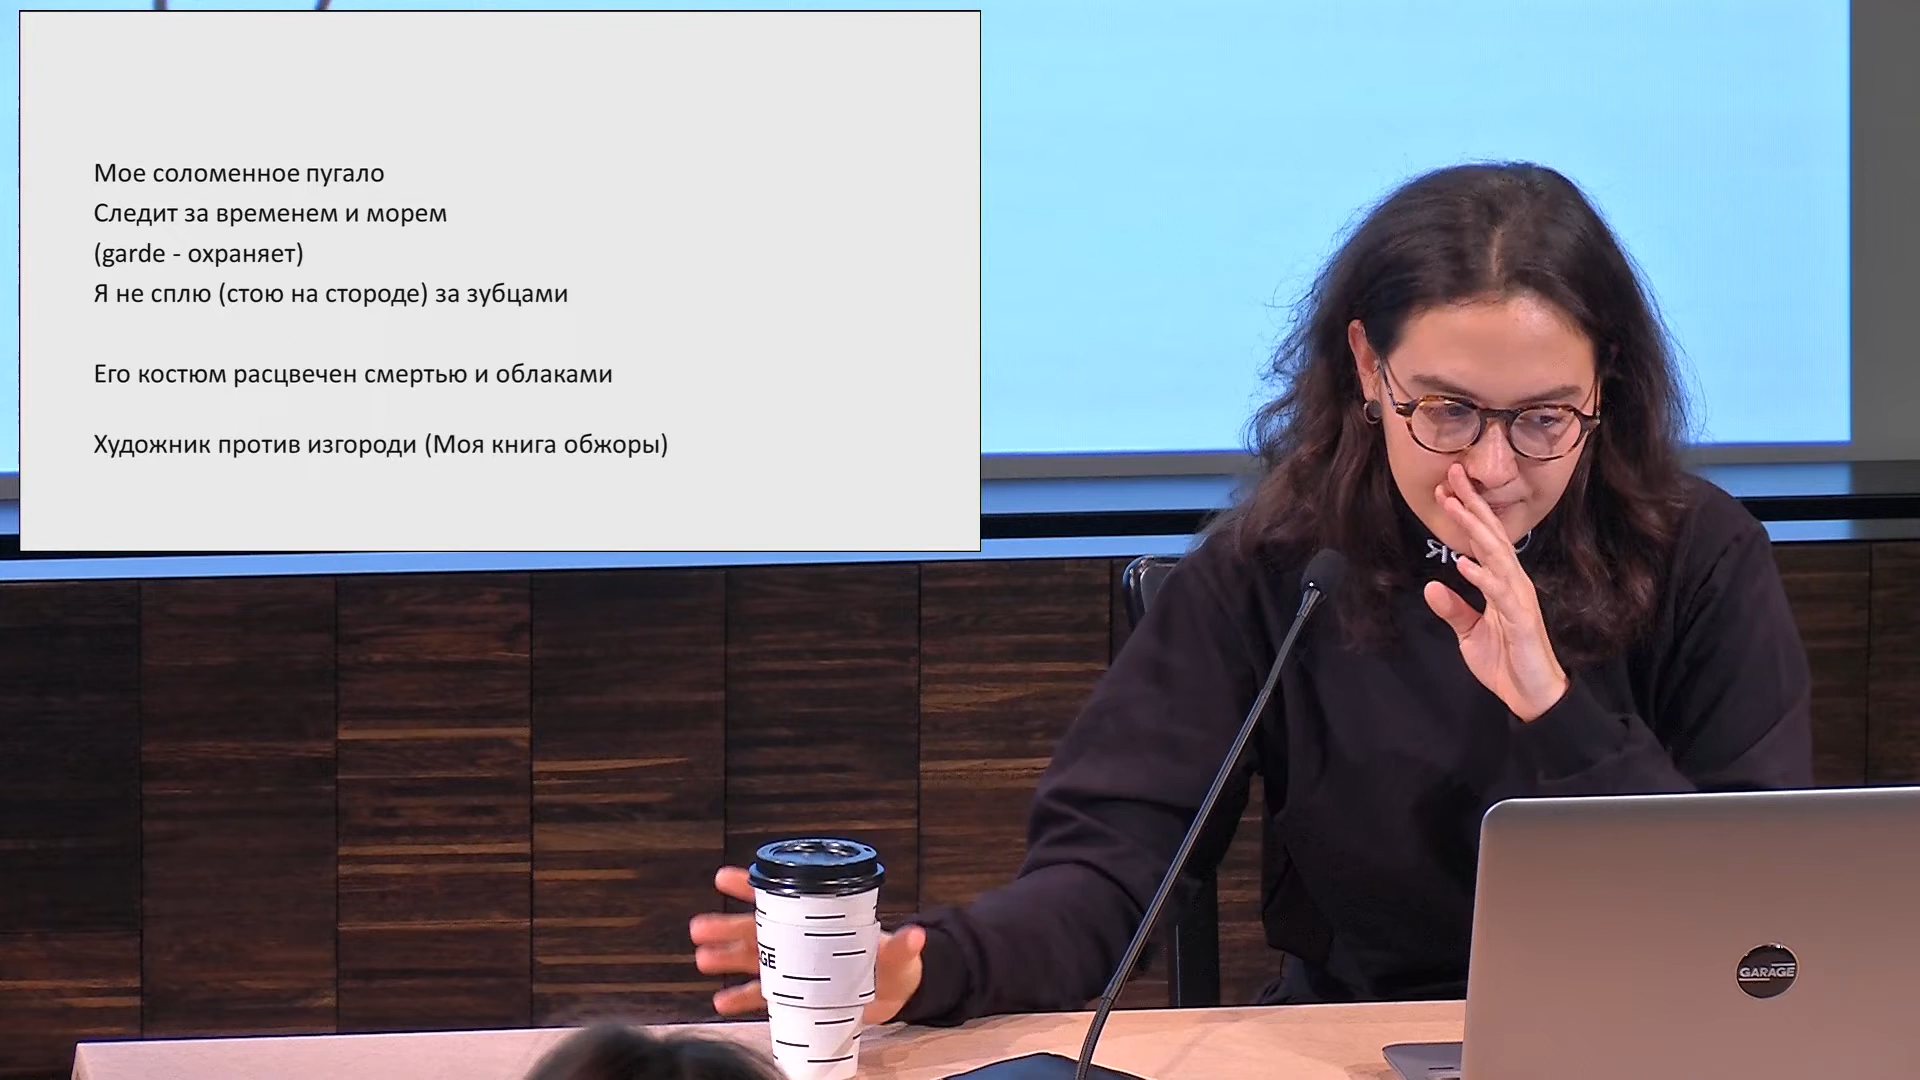 Мое соломенное пугало
Следит за временем и морем
(garde - охраняет)
Я не сплю (стою на стороде) за зубцами
Его костюм расцвечен смертью и облаками
Художник против изгороди (Моя книга обжоры)
GARAGE